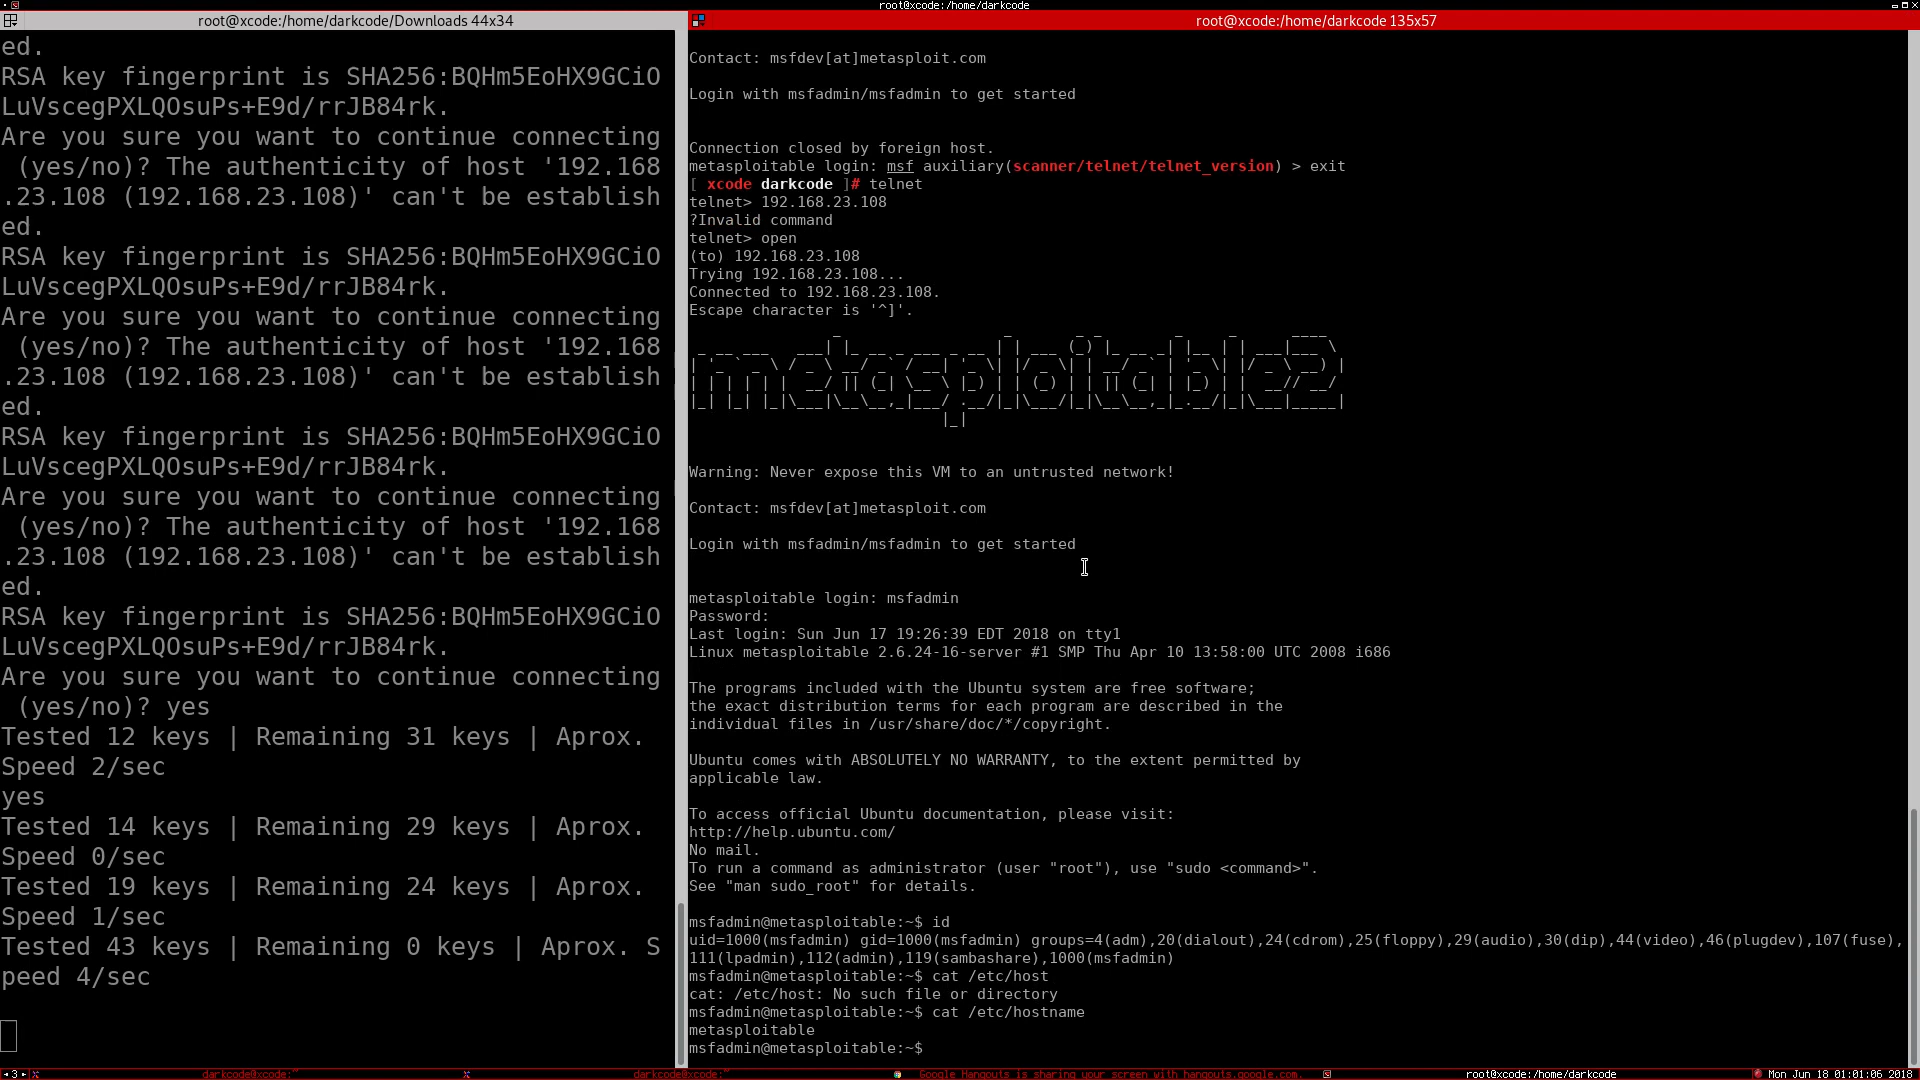 root@xcode:/home/darkcode
root@xcode:/home/darkcode/Downloads 44x34
ed.
RSA key fingerprint is SHA256:BQHm5EoHX9GCiO
LuVscegPXLQOsuPs+E9d/rrJB84rk.
Are you sure you want to continue connecting
 (yes/no)? The authenticity of host '192.168
.23.108 (192.168.23.108)' can't be establish
ed.
RSA key fingerprint is SHA256:BQHm5EoHX9GCiO
LuVscegPXLQOsuPs+E9d/rrJB84rk.
Are you sure you want to continue connecting
 (yes/no)? The authenticity of host '192.168
.23.108 (192.168.23.108)' can't be establish
ed.
RSA key fingerprint is SHA256:BQHm5EoHX9GCiO
LuVscegPXLQOsuPs+E9d/rrJB84rk.
Are you sure you want to continue connecting
 (yes/no)? The authenticity of host '192.168
.23.108 (192.168.23.108)' can't be establish
ed.
RSA key fingerprint is SHA256:BQHm5EoHX9GCiO
LuVscegPXLQOsuPs+E9d/rrJB84rk.
Are you sure you want to continue connecting
 (yes/no)? yes
Tested 12 keys | Remaining 31 keys | Aprox.
Speed 2/sec
yes
Tested 14 keys | Remaining 29 keys | Aprox.
Speed 0/sec
Tested 19 keys | Remaining 24 keys | Aprox.
Speed 1/sec
Tested 43 keys | Remaining 0 keys | Aprox. S
peed 4/sec
root@xcode:/home/darkcode 135x57
Contact: msfdev[at]metasploit.com
Login with msfadmin/msfadmin to get started
Connection closed by foreign host.
metasploitable login: msf auxiliary(scanner/telnet/telnet_version) > exit
[ xcode darkcode ]# telnet
telnet> 192.168.23.108
?Invalid command
telnet> open
(to) 192.168.23.108
Trying 192.168.23.108...
Connected to 192.168.23.108.
Escape character is '^]'.
metasploitable2
Warning: Never expose this VM to an untrusted network!
Contact: msfdev[at]metasploit.com
Login with msfadmin/msfadmin to get started
metasploitable login: msfadmin
Password:
Last login: Sun Jun 17 19:26:39 EDT 2018 on tty1
Linux metasploitable 2.6.24-16-server #1 SMP Thu Apr 10 13:58:00 UTC 2008 i686
The programs included with the Ubuntu system are free software;
the exact distribution terms for each program are described in the
individual files in /usr/share/doc/*/copyright.
Ubuntu comes with ABSOLUTELY NO WARRANTY, to the extent permitted by
applicable law.
To access official Ubuntu documentation, please visit:
http://help.ubuntu.com/
No mail.
To run a command as administrator (user "root"), use "sudo <command>".
See "man sudo_root" for details.
msfadmin@metasploitable:~$ id
uid=1000(msfadmin) gid=1000(msfadmin) groups=4(adm),20(dialout),24(cdrom),25(floppy),29(audio),30(dip),44(video),46(plugdev),107(fuse),
111(lpadmin),112(admin),119(sambashare),1000(msfadmin)
msfadmin@metasploitable:~$ cat /etc/host
cat: /etc/host: No such file or directory
msfadmin@metasploitable:~$ cat /etc/hostname
metasploitable
msfadmin@metasploitable:~$
3 darkcode@xcode:~ darkcode@xcode:~ Google Hangouts is sharing your screen with hangouts.google.com. root@xcode:/home/darkcode Mon Jun 18 01:01:06 2018